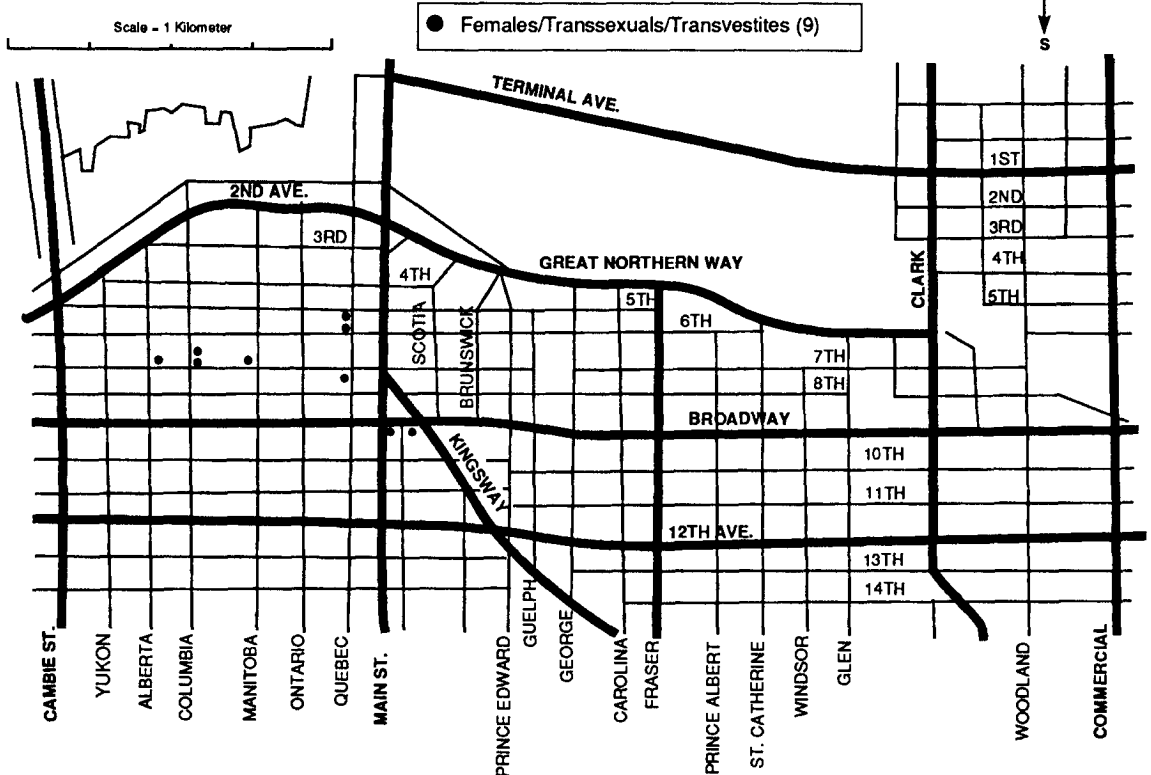 Scale - 1 Kilometer
Females/Transsexuals/Transvestites (9)
S
TERMINAL AVE.
1ST
2ND AVE.
2ND
3RD
3RD
GREAT NORTHERN WAY
4TH
4TH
CLARK
5TH
5TH
SCOTIA
BRUNSWICK
6TH
7TH
8TH
BROADWAY
KINGSWAY
10TH
11TH
12TH AVE.
13TH
14TH
CAMBIE ST.
YUKON
ALBERTA
COLUMBIA
MANITOBA
ONTARIO
QUEBEC
MAIN ST.
PRINCE EDWARD
GUELPH
GEORGE
CAROLINA
FRASER
PRINCE ALBERT
ST. CATHERINE
WINDSOR
GLEN
WOODLAND
COMMERCIAL